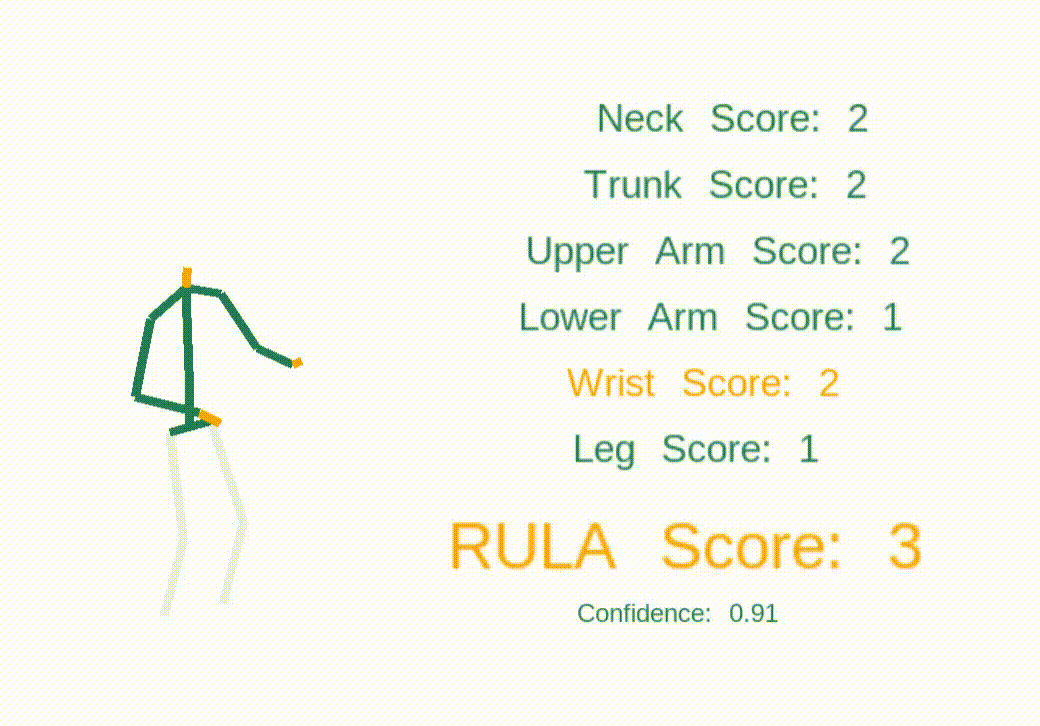 Neck Score: 2
Trunk Score: 2
Upper Arm Score: 2
Lower Arm Score: 1
Wrist Score: 2
Leg Score: 1
RULA Score: 3
Confidence: 0.91